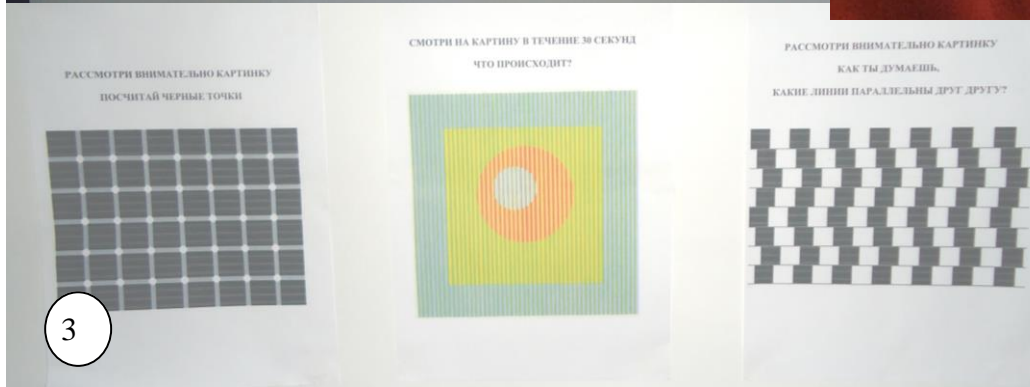 РАССМОТРИ ВНИМАТЕЛЬНО КАРТИНКУ
ПОСЧИТАЙ ЧЕРНЫЕ ТОЧКИ
СМОТРИ НА КАРТИНУ В ТЕЧЕНИЕ 30 СЕКУНД
ЧТО ПРОИСХОДИТ?
РАССМОТРИ ВНИМАТЕЛЬНО КАРТИНКУ
КАК ТЫ ДУМАЕШЬ,
КАКИЕ ЛИНИИ ПАРАЛЛЕЛЬНЫ ДРУГ ДРУГУ?
3